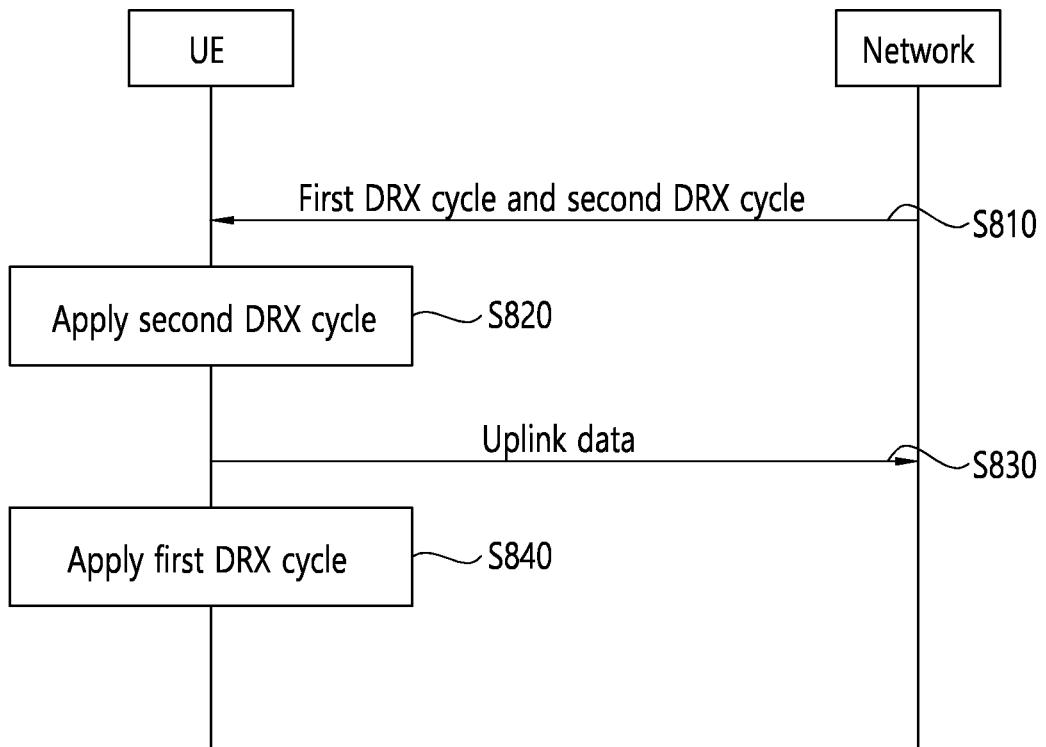 UE
Network
First DRX cycle and second DRX cycle
S810
Apply second DRX cycle
S820
Uplink data
S830
Apply first DRX cycle
S840